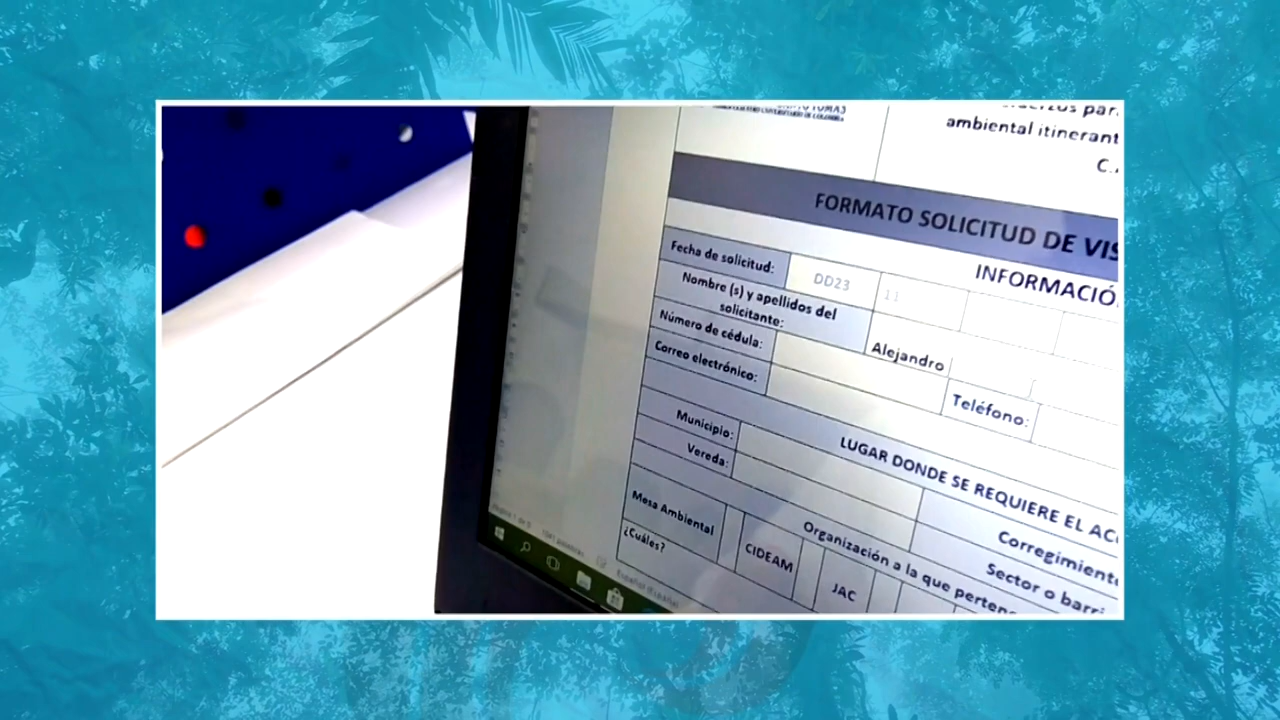 ambiental itinerant
FORMATO SOLICITUD DE VIS
INFORMACIÓ
Fecha de solicitud:
DD23
11
Nombre (s) y apellidos del
solicitante:
Alejandro
Número de cédula:
Correo electrónico:
Teléfono:
LUGAR DONDE SE REQUIERE EL AC
Municipio:
Corregimiento
Vereda:
Sector o barri
Organización a la que pertene
Mesa Ambiental
CIDEAM
JAC
¿Cuáles?